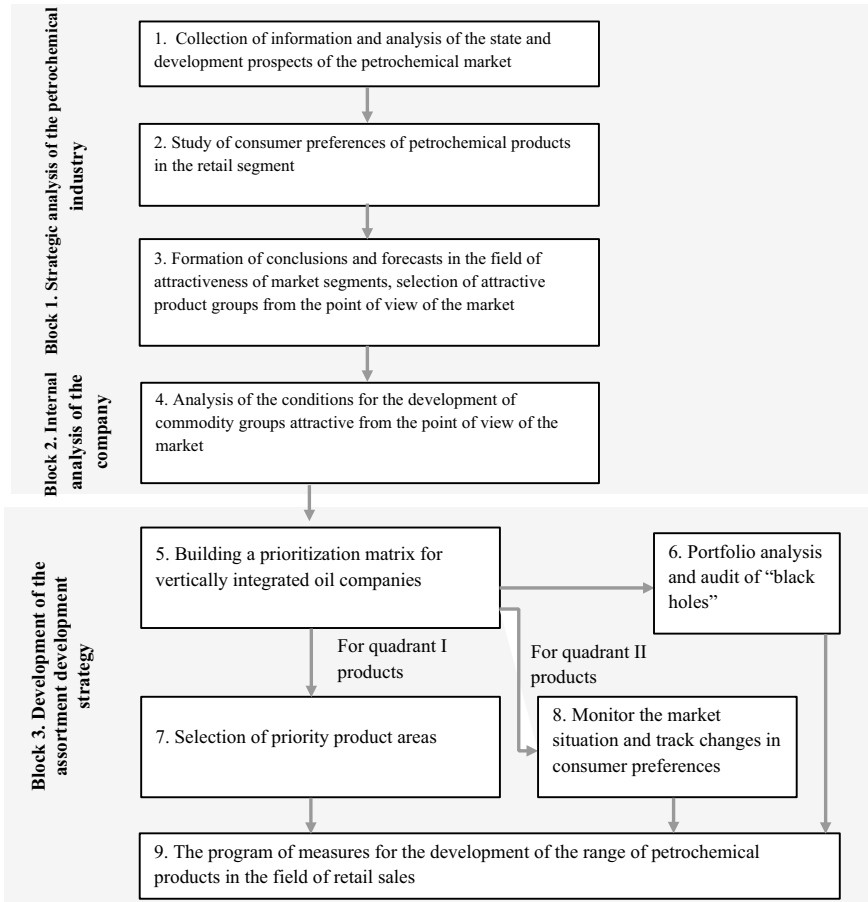 Block 1. Strategic analysis of the petrochemical
industry
1. Collection of information and analysis of the state and
development prospects of the petrochemical market
2. Study of consumer preferences of petrochemical products
in the retail segment
3. Formation of conclusions and forecasts in the field of
attractiveness of market segments, selection of attractive
product groups from the point of view of the market
Block 2. Internal
analysis of the
company
4. Analysis of the conditions for the development of
commodity groups attractive from the point of view of the
market
Block 3. Development of the
assortment development
strategy
5. Building a prioritization matrix for
vertically integrated oil companies
6. Portfolio analysis
and audit of “black
holes”
For quadrant I
products
For quadrant II
products
7. Selection of priority product areas
8. Monitor the market
situation and track changes in
consumer preferences
9. The program of measures for the development of the range of petrochemical
products in the field of retail sales